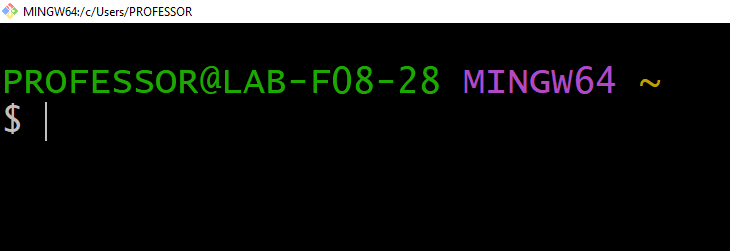 MINGW64:/c/Users/PROFESSOR
PROFESSOR@LAB-F08-28 MINGW64 ~
$